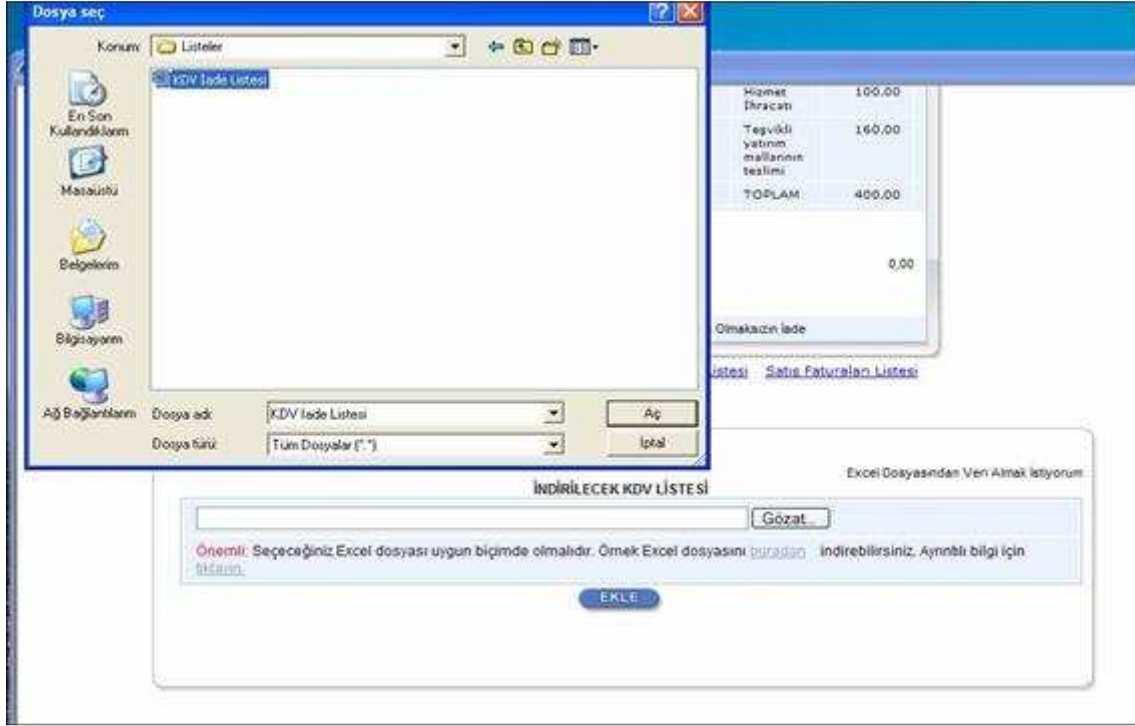 Dosya seç
Konum:
Listeler
KDV İade Listesi
En Son
Kullandıklarım
Masaüstü
Belgelerim
Bilgisayarım
Ağ Bağlantılarım
Dosya adı:
KDV İade Listesi
Aç
Dosya türü:
Tüm Dosyalar (*.*)
İptal
Hizmet
İhracatı
100.00
Teşvikli
yatırım
mallarının
teslimi
160.00
TOPLAM
400.00
0,00
Olmaksızın İade
istesi
Satış Faturaları Listesi
Excel Dosyasından Veri Almak İstiyorum
İNDİRİLECEK KDV LİSTESİ
Gözat...
Önemli: Seçeceğiniz Excel dosyası uygun biçimde olmalıdır. Örnek Excel dosyasını buradan indirebilirsiniz. Ayrıntılı bilgi için
tıklayın.
EKLE